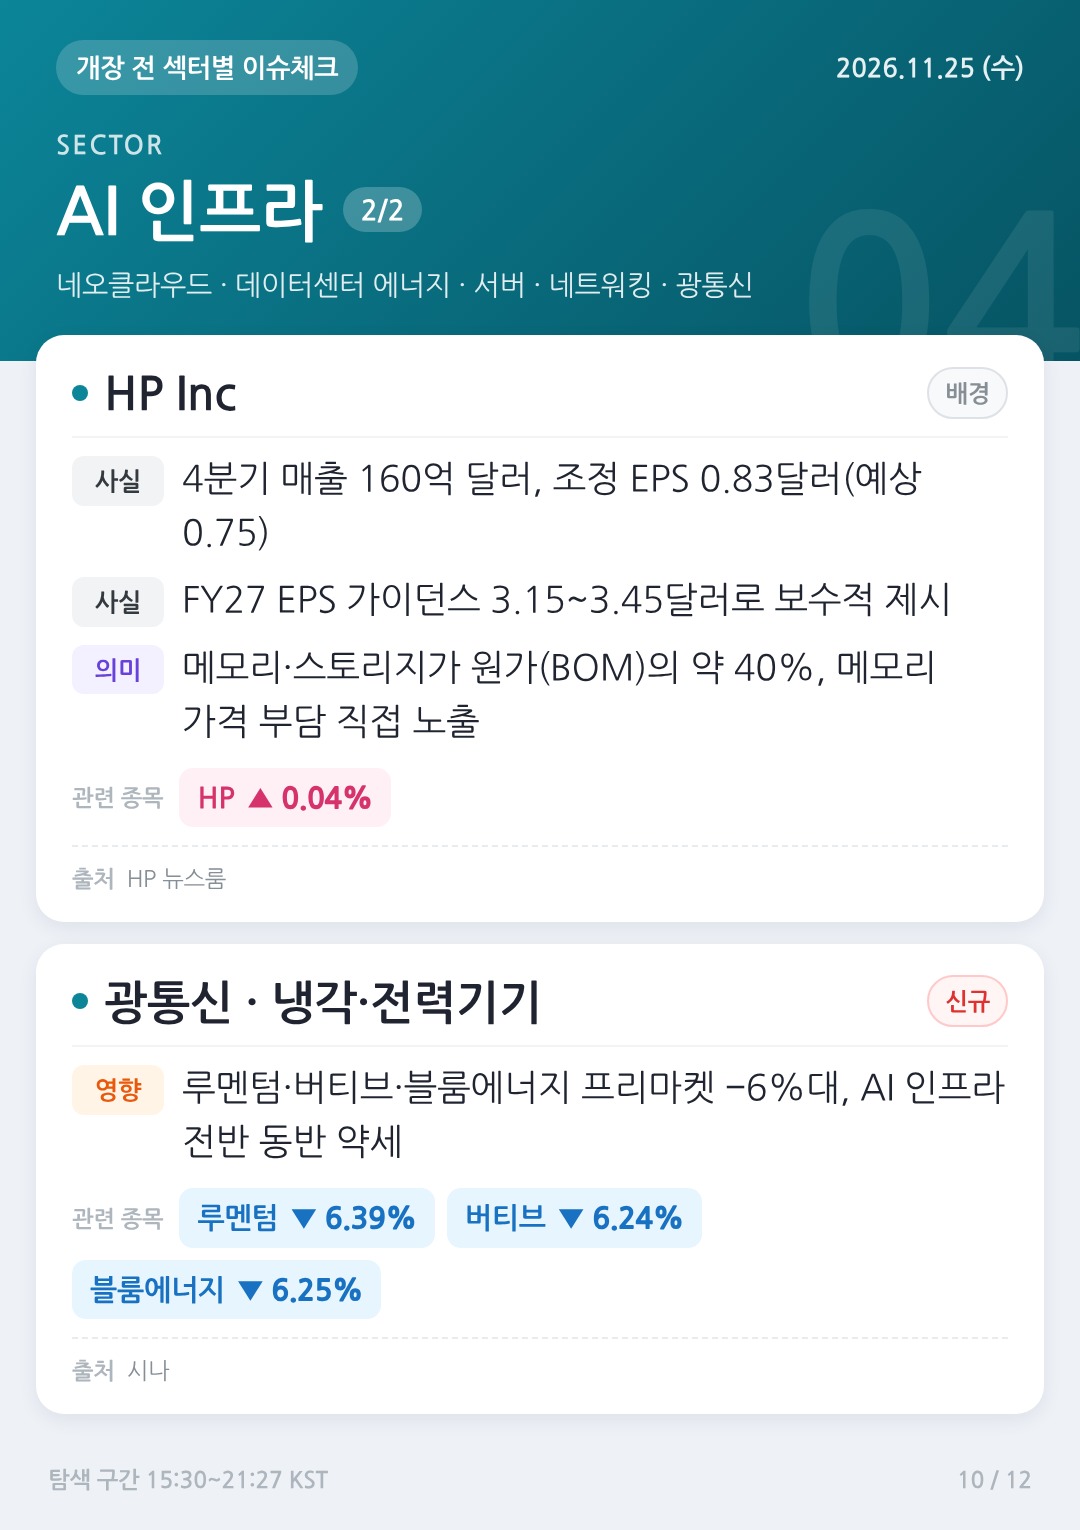 개장 전 섹터별 이슈체크
2026.11.25 (수)
SECTOR
AI 인프라 2/2
네오클라우드 · 데이터센터 에너지 · 서버 · 네트워킹 · 광통신
04
HP Inc
배경
사실 4분기 매출 160억 달러, 조정 EPS 0.83달러(예상
0.75)
사실 FY27 EPS 가이던스 3.15~3.45달러로 보수적 제시
의미 메모리·스토리지가 원가(BOM)의 약 40%, 메모리
가격 부담 직접 노출
관련 종목 HP ▲ 0.04%
출처 HP 뉴스룸
광통신 · 냉각·전력기기
신규
영향 루멘텀·버티브·블룸에너지 프리마켓 −6%대, AI 인프라
전반 동반 약세
관련 종목 루멘텀 ▼ 6.39% 버티브 ▼ 6.24%
블룸에너지 ▼ 6.25%
출처 시나
탐색 구간 15:30~21:27 KST
10 / 12